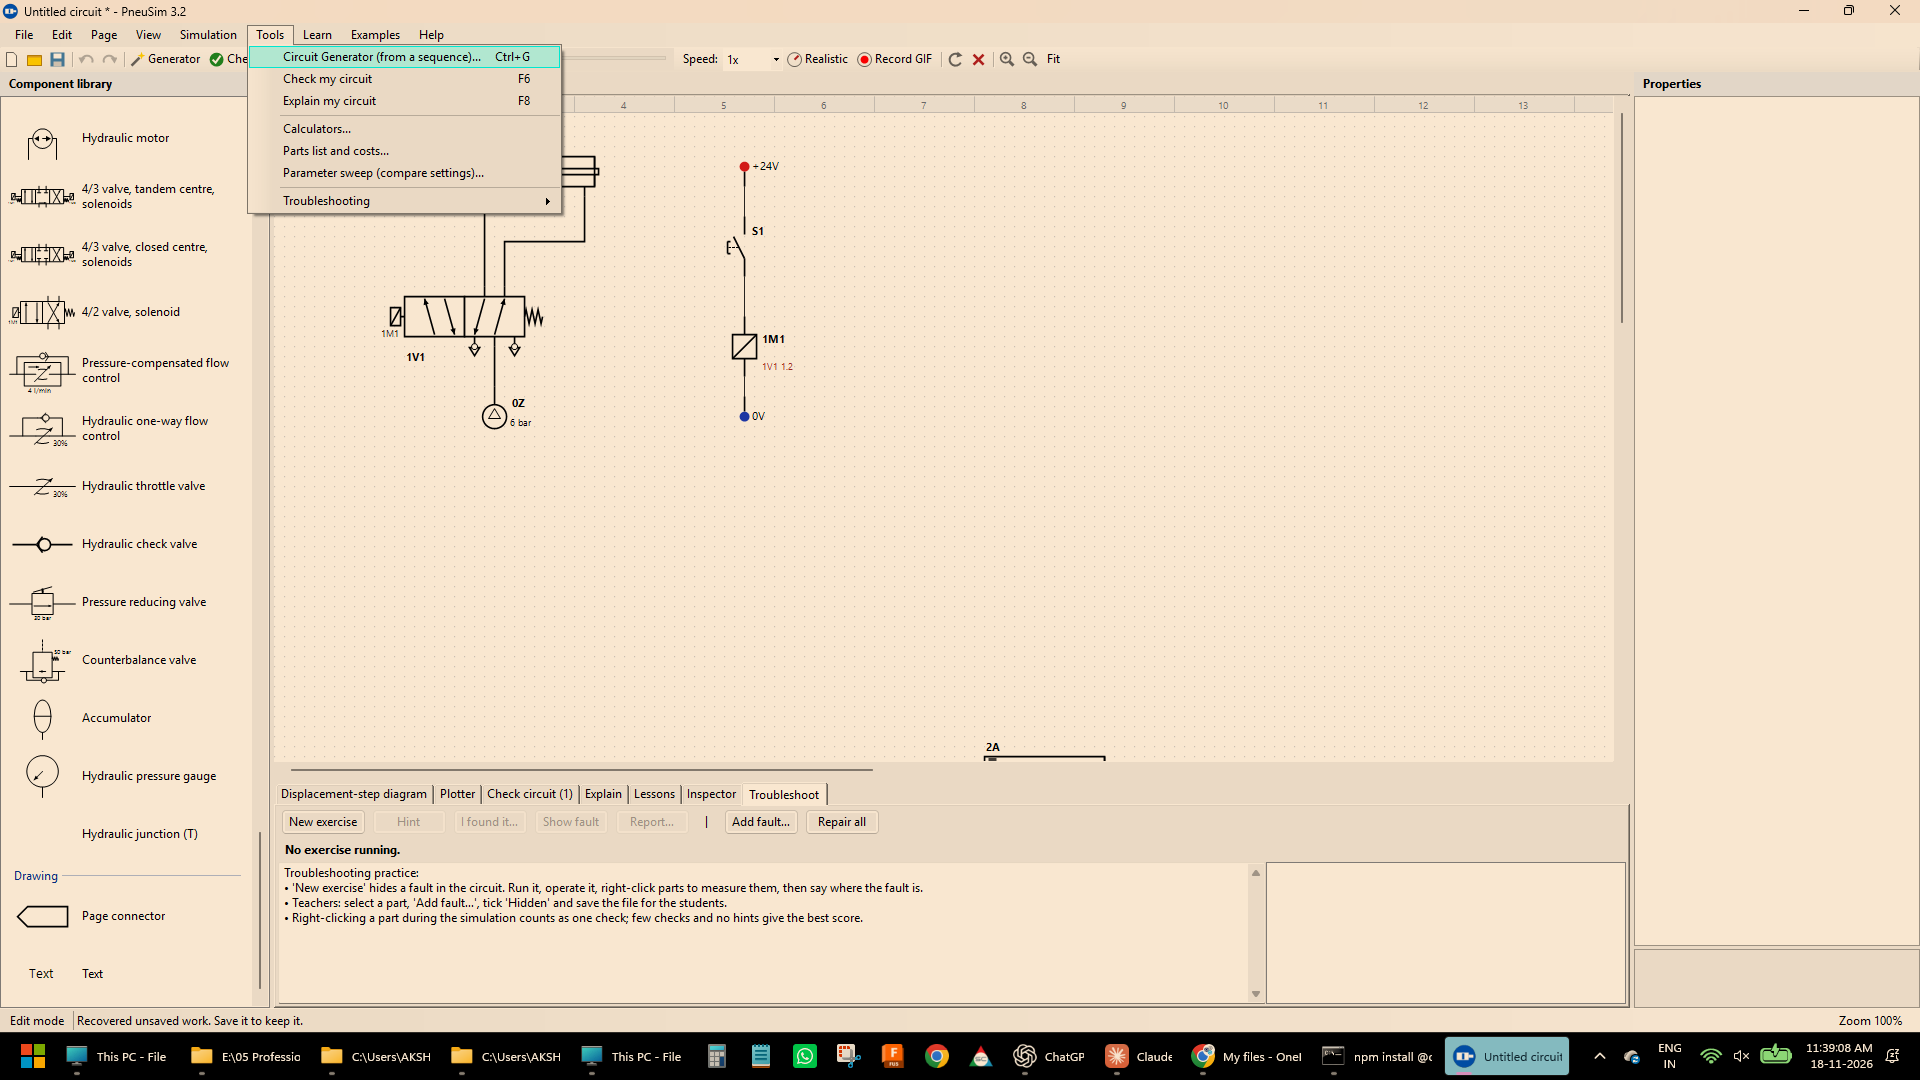 Untitled circuit * - PneuSim 3.2
File Edit Page View Simulation Tools Learn Examples Help
Generator
Speed: 1x Realistic Record GIF Fit
Circuit Generator (from a sequence)... Ctrl+G
Check my circuit F6
Explain my circuit F8
Calculators...
Parts list and costs...
Parameter sweep (compare settings)...
Troubleshooting
Component library
Hydraulic motor
4/3 valve, tandem centre,
solenoids
4/3 valve, closed centre,
solenoids
4/2 valve, solenoid
1M1
Pressure-compensated flow
control
4 l/min
Hydraulic one-way flow
control
30%
Hydraulic throttle valve
30%
Hydraulic check valve
Pressure reducing valve
30 bar
Counterbalance valve
50 bar
Accumulator
Hydraulic pressure gauge
Hydraulic junction (T)
Drawing
Page connector
Text Text
4 5 6 7 8 9 10 11 12 13
+24V
S1
1M1
1V1 1.2
0V
1M1
1V1
0Z
6 bar
2A
Properties
Displacement-step diagram Plotter Check circuit (1) Explain Lessons Inspector Troubleshoot
New exercise Hint I found it... Show fault Report... | Add fault... Repair all
No exercise running.
Troubleshooting practice:
• 'New exercise' hides a fault in the circuit. Run it, operate it, right-click parts to measure them, then say where the fault is.
• Teachers: select a part, 'Add fault...', tick 'Hidden' and save the file for the students.
• Right-clicking a part during the simulation counts as one check; few checks and no hints give the best score.
Edit mode Recovered unsaved work. Save it to keep it. Zoom 100%
This PC - File E:\05 Professio C:\Users\AKSH C:\Users\AKSH This PC - File ChatGP Claude My files - OneI npm install @c Untitled circuit
ENG
IN
11:39:08 AM
18-11-2026